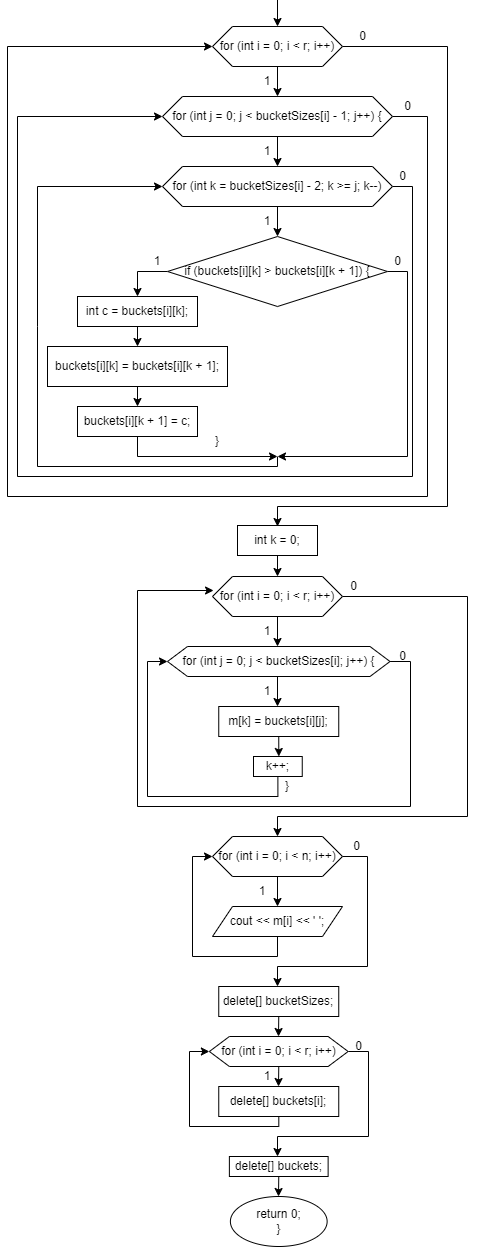 for (int i = 0; i < r; i++)
0
1
for (int j = 0; j < bucketSizes[i] - 1; j++) {
0
1
for (int k = bucketSizes[i] - 2; k >= j; k--)
0
1
if (buckets[i][k] > buckets[i][k + 1]) {
1
0
int c = buckets[i][k];
buckets[i][k] = buckets[i][k + 1];
buckets[i][k + 1] = c;
}
int k = 0;
for (int i = 0; i < r; i++)
0
1
for (int j = 0; j < bucketSizes[i]; j++) {
0
1
m[k] = buckets[i][j];
k++;
}
for (int i = 0; i < n; i++)
0
1
cout << m[i] << ' ';
delete[] bucketSizes;
for (int i = 0; i < r; i++)
0
1
delete[] buckets[i];
delete[] buckets;
return 0;
}